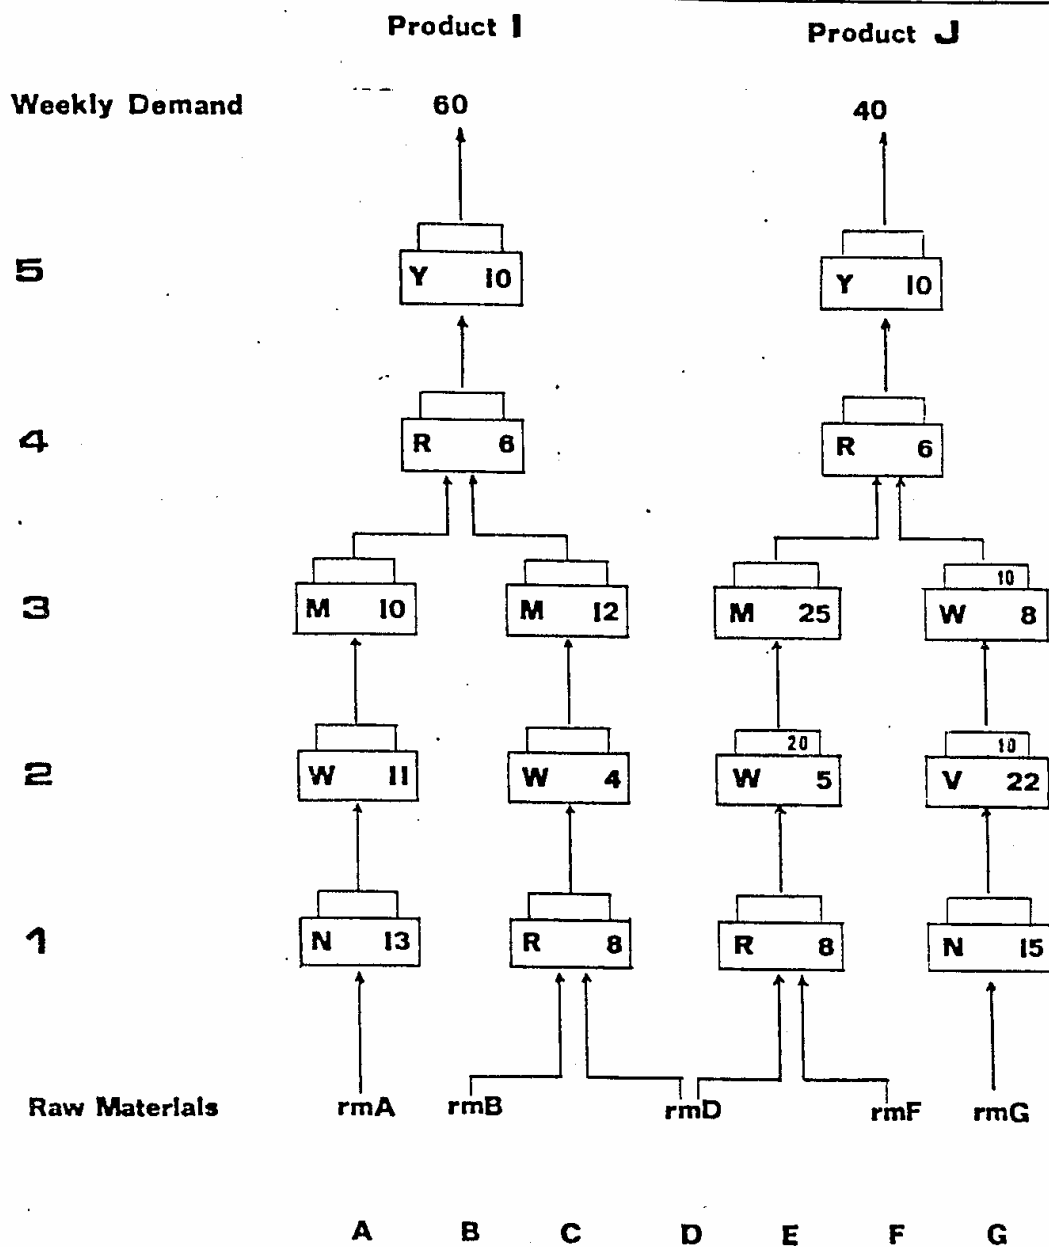 Product I Product J
Weekly Demand 60 40
5 Y 10 Y 10
4 R 6 R 6
10
3 M 10 M 12 M 25 W 8
20 10
2 W 11 W 4 W 5 V 22
1 N 13 R 8 R 8 N 15
Raw Materials rmA rmB rmD rmF rmG
A B C D E F G